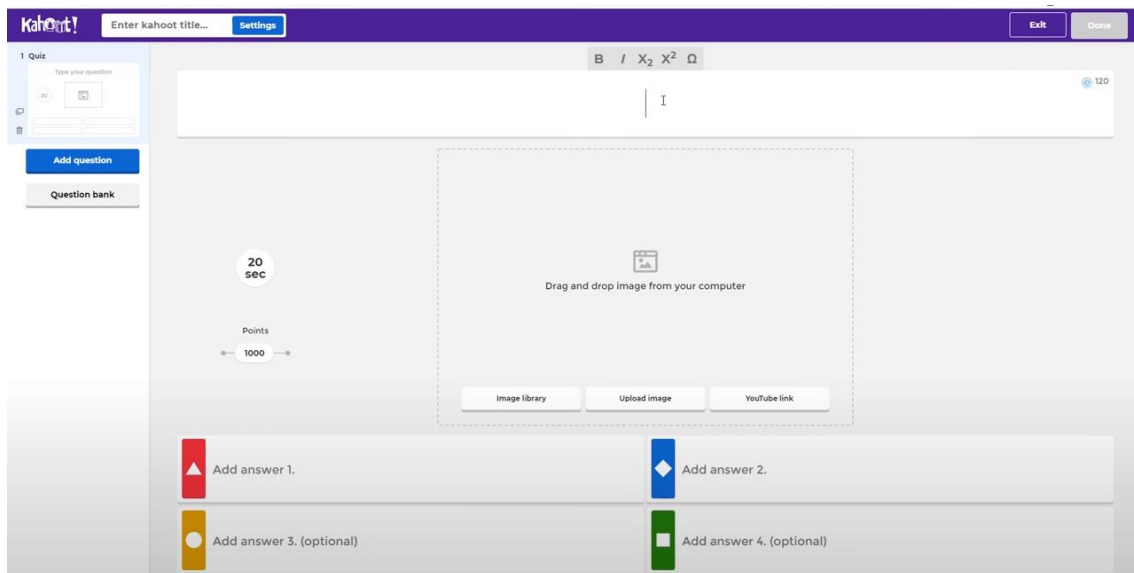 Kahoot!
Enter kahoot title...
Settings
Exit
Done
1 Quiz
Type your question
20
Add question
Question bank
B I X2 X² Ω
120
20
sec
Points
1000
Drag and drop image from your computer
Image library
Upload image
YouTube link
Add answer 1.
Add answer 2.
Add answer 3. (optional)
Add answer 4. (optional)